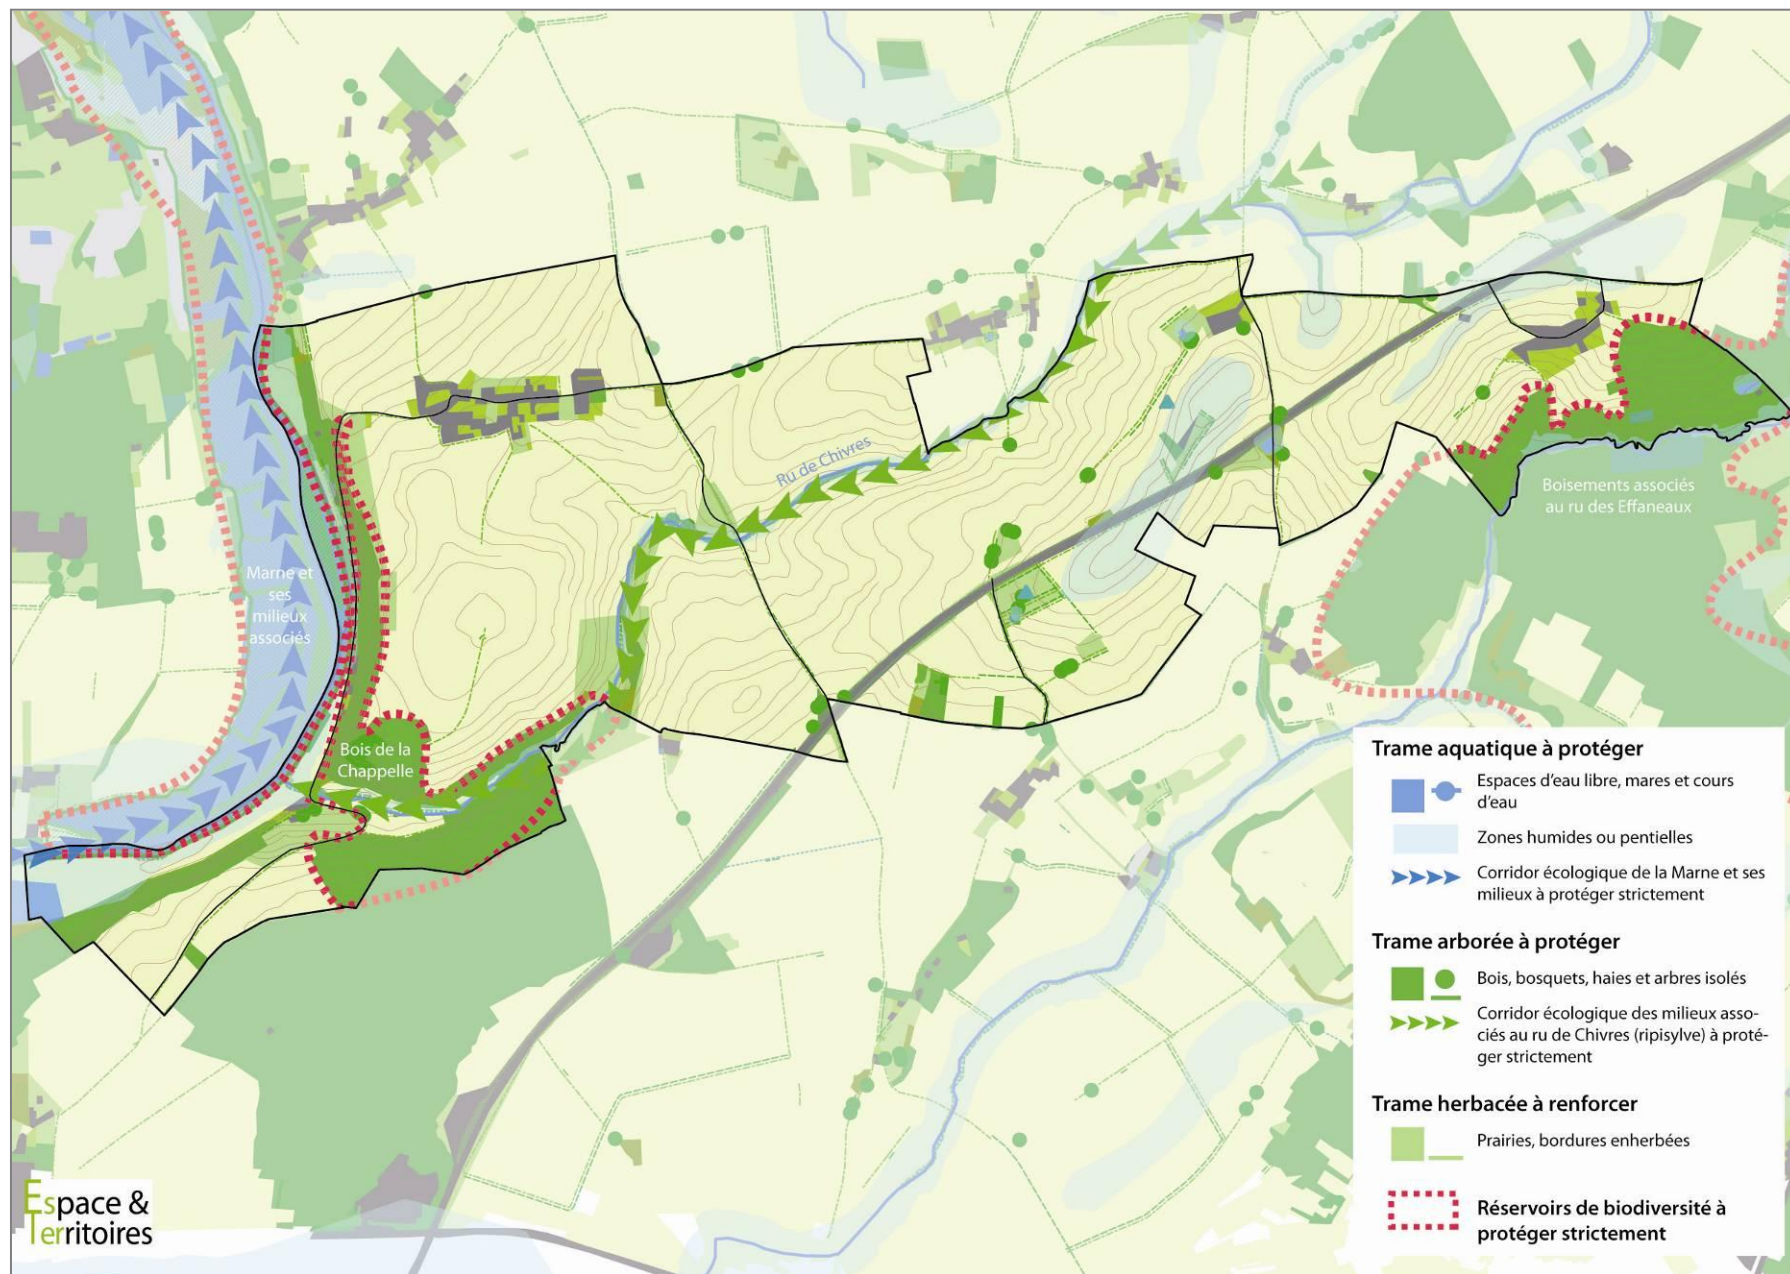 Ru de Chivres
Boisements associés
au ru des Effaneaux
Marne et
ses
milieux
associés
Bois de la
Chappelle
Trame aquatique à protéger
Espaces d'eau libre, mares et cours
d'eau
Zones humides ou pentielles
Corridor écologique de la Marne et ses
milieux à protéger strictement
Trame arborée à protéger
Bois, bosquets, haies et arbres isolés
Corridor écologique des milieux asso-
ciés au ru de Chivres (ripisylve) à proté-
ger strictement
Trame herbacée à renforcer
Prairies, bordures enherbées
Réservoirs de biodiversité à
protéger strictement
Espace &
Territoires